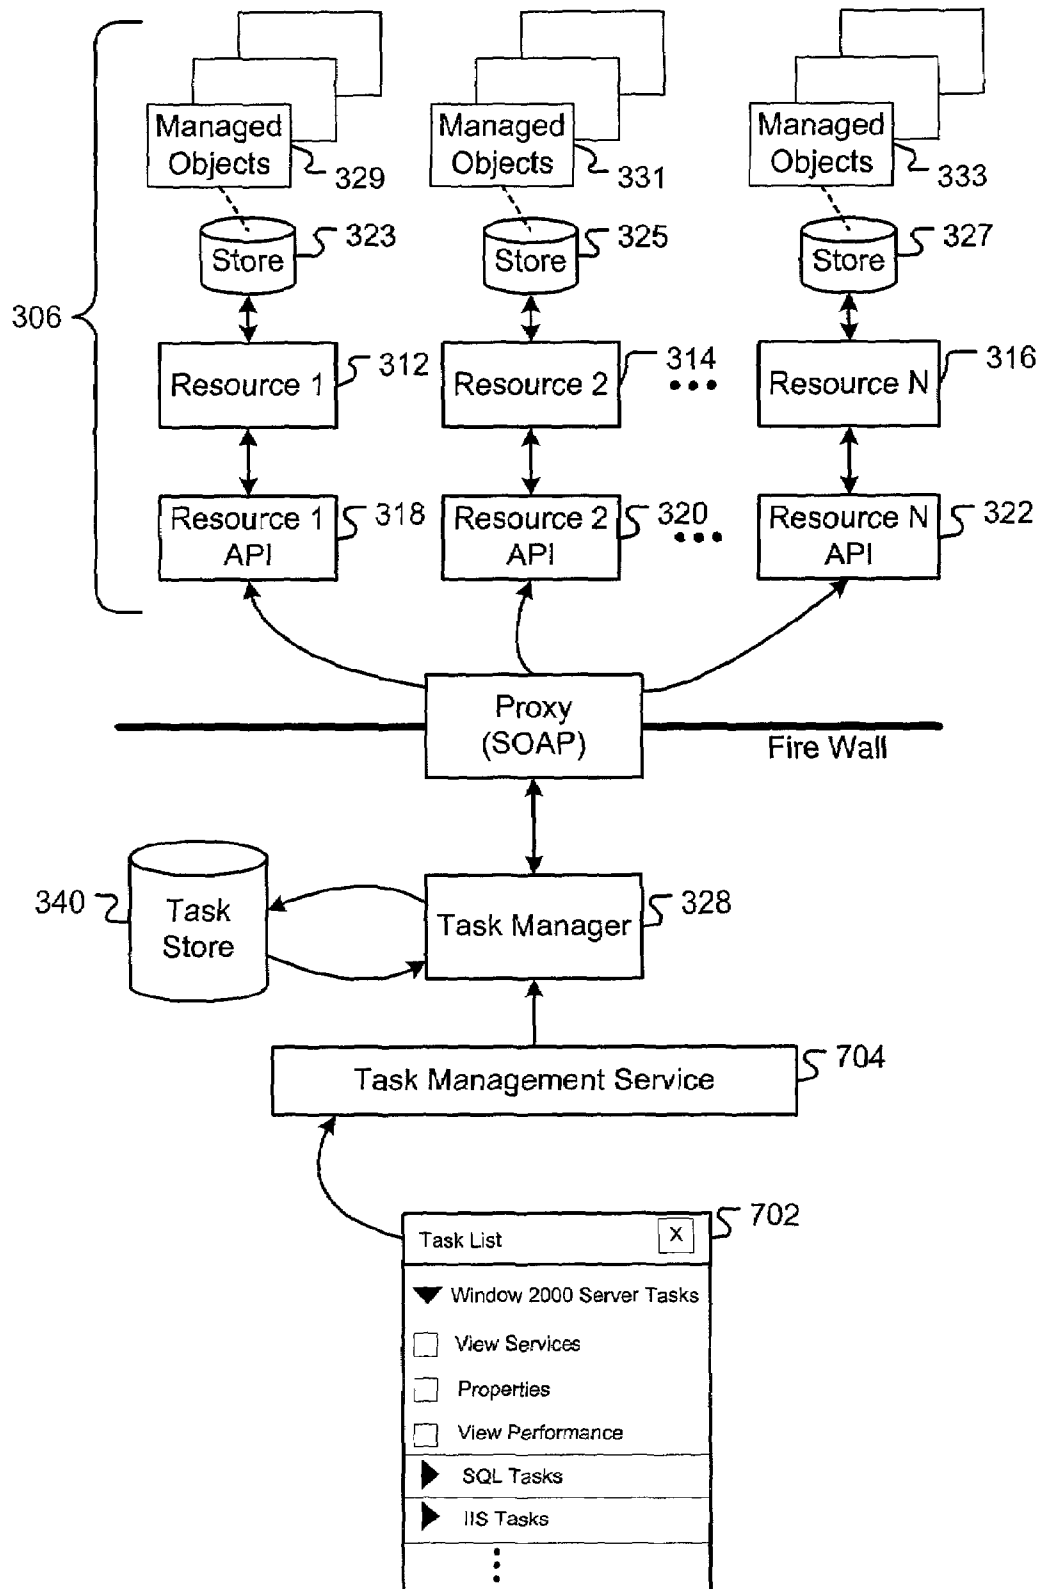 Managed
Objects
329
Managed
Objects
331
Managed
Objects
333
Store
323
Store
325
Store
327
306
Resource 1
312
Resource 2
314
Resource N
316
Resource 1
API
318
Resource 2
API
320
Resource N
API
322
Proxy
(SOAP)
Fire Wall
340
Task
Store
Task Manager
328
Task Management Service
704
702
Task List
X
Window 2000 Server Tasks
View Services
Properties
View Performance
SQL Tasks
IIS Tasks